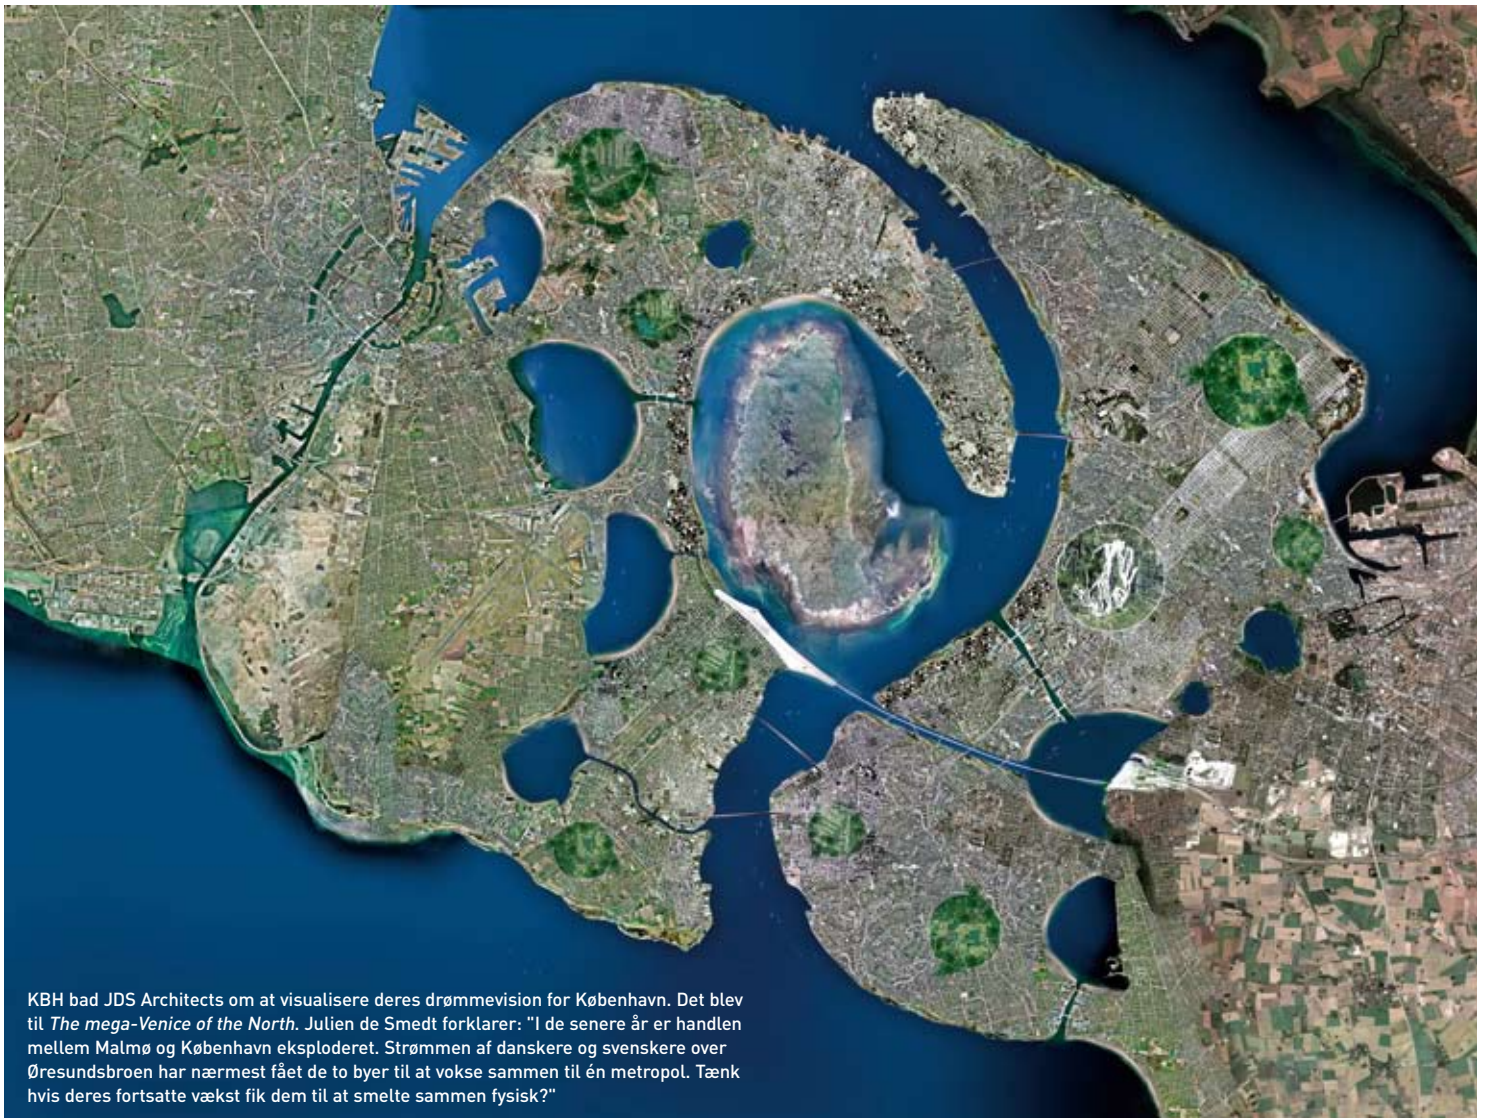 KBH bad JDS Architects om at visualisere deres drømmevision for København. Det blev
til The mega-Venice of the North. Julien de Smedt forklarer: "I de senere år er handlen
mellem Malmø og København eksploderet. Strømmen af danskere og svenskere over
Øresundsbroen har nærmest fået de to byer til at vokse sammen til én metropol. Tænk
hvis deres fortsatte vækst fik dem til at smelte sammen fysisk?"